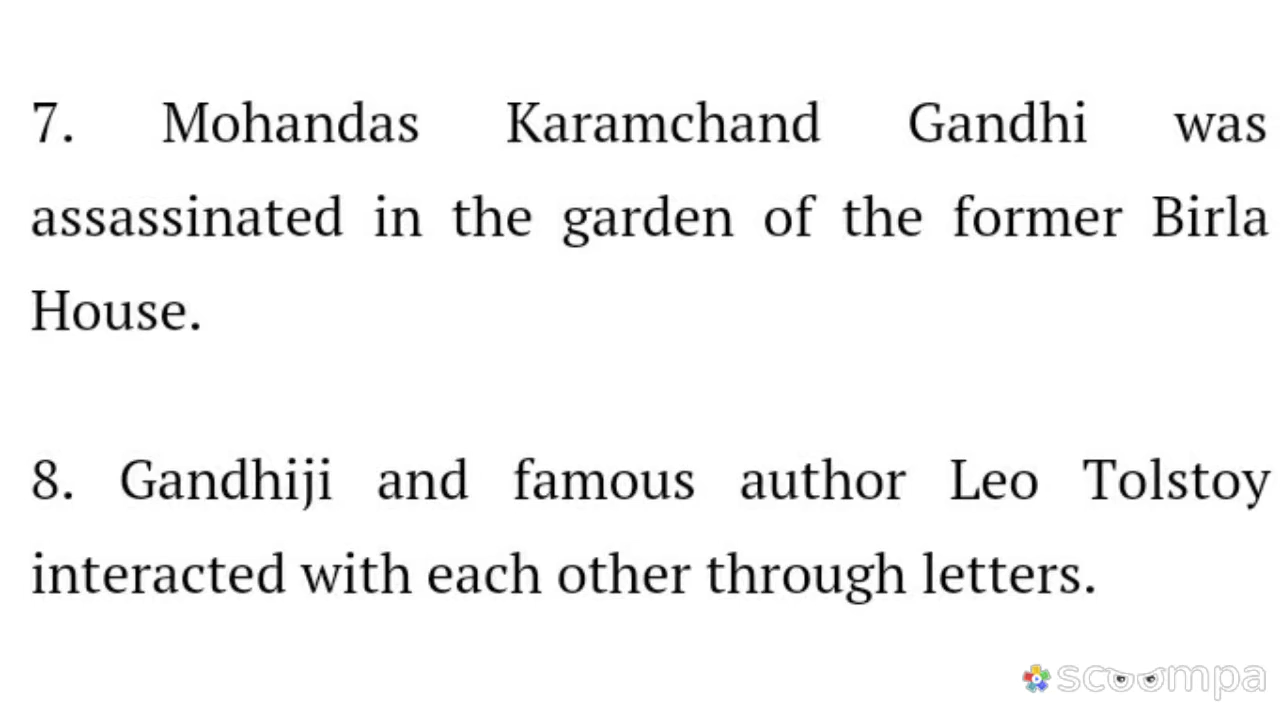 7. Mohandas Karamchand Gandhi was
assassinated in the garden of the former Birla
House.
8. Gandhiji and famous author Leo Tolstoy
interacted with each other through letters.
scoompa